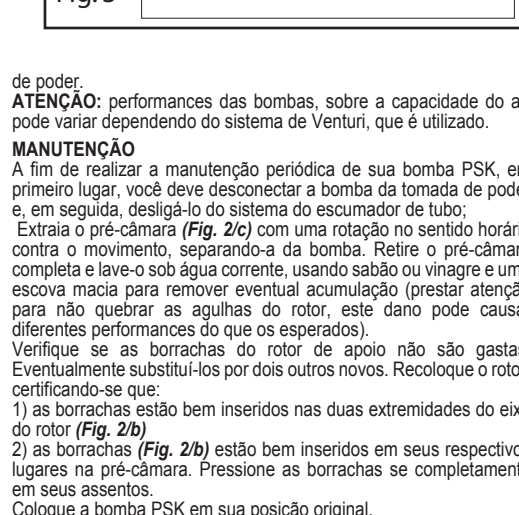 de poder.
ATENÇÃO: performances das bombas, sobre a capacidade do a
pode variar dependendo do sistema de Venturi, que é utilizado.
MANUTENÇÃO
A fim de realizar a manutenção periódica de sua bomba PSK, e
primeiro lugar, você deve desconectar a bomba da tomada de pode
e, em seguida, desligá-lo do sistema do escumador de tubo;
Extraia o pré-câmara (Fig. 2/c) com uma rotação no sentido horári
contra o movimento, separando-a da bomba. Retire o pré-câmar
completa e lave-o sob água corrente, usando sabão ou vinagre e um
escova macia para remover eventual acumulação (prestar atençã
para não quebrar as agulhas do rotor, este dano pode causa
diferentes performances do que os esperados).
Verifique se as borrachas do rotor de apoio não são gasta
Eventualmente substituí-los por dois outros novos. Recoloque o roto
certificando-se que:
1) as borrachas estão bem inseridos nas duas extremidades do eix
do rotor (Fig. 2/b)
2) as borrachas (Fig. 2/b) estão bem inseridos em seus respectivo
lugares na pré-câmara. Pressione as borrachas se completament
em seus assentos.
Coloque a bomba PSK em sua posição original.